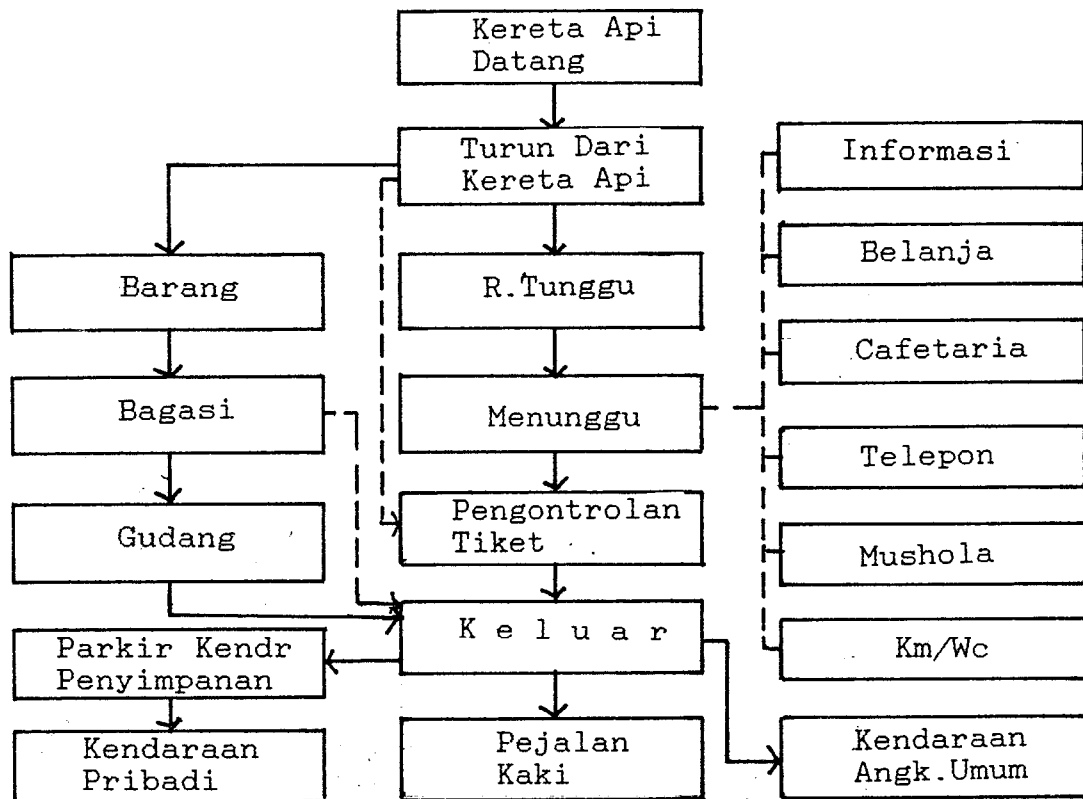 Kereta Api
Datang
Turun Dari
Kereta Api
Informasi
Barang
R.Tunggu
Belanja
Cafetaria
Bagasi
Menunggu
Telepon
Gudang
Pengontrolan
Tiket
Mushola
K e l u a r
Parkir Kendr
Penyimpanan
Km/Wc
Kendaraan
Pribadi
Pejalan
Kaki
Kendaraan
Angk.Umum